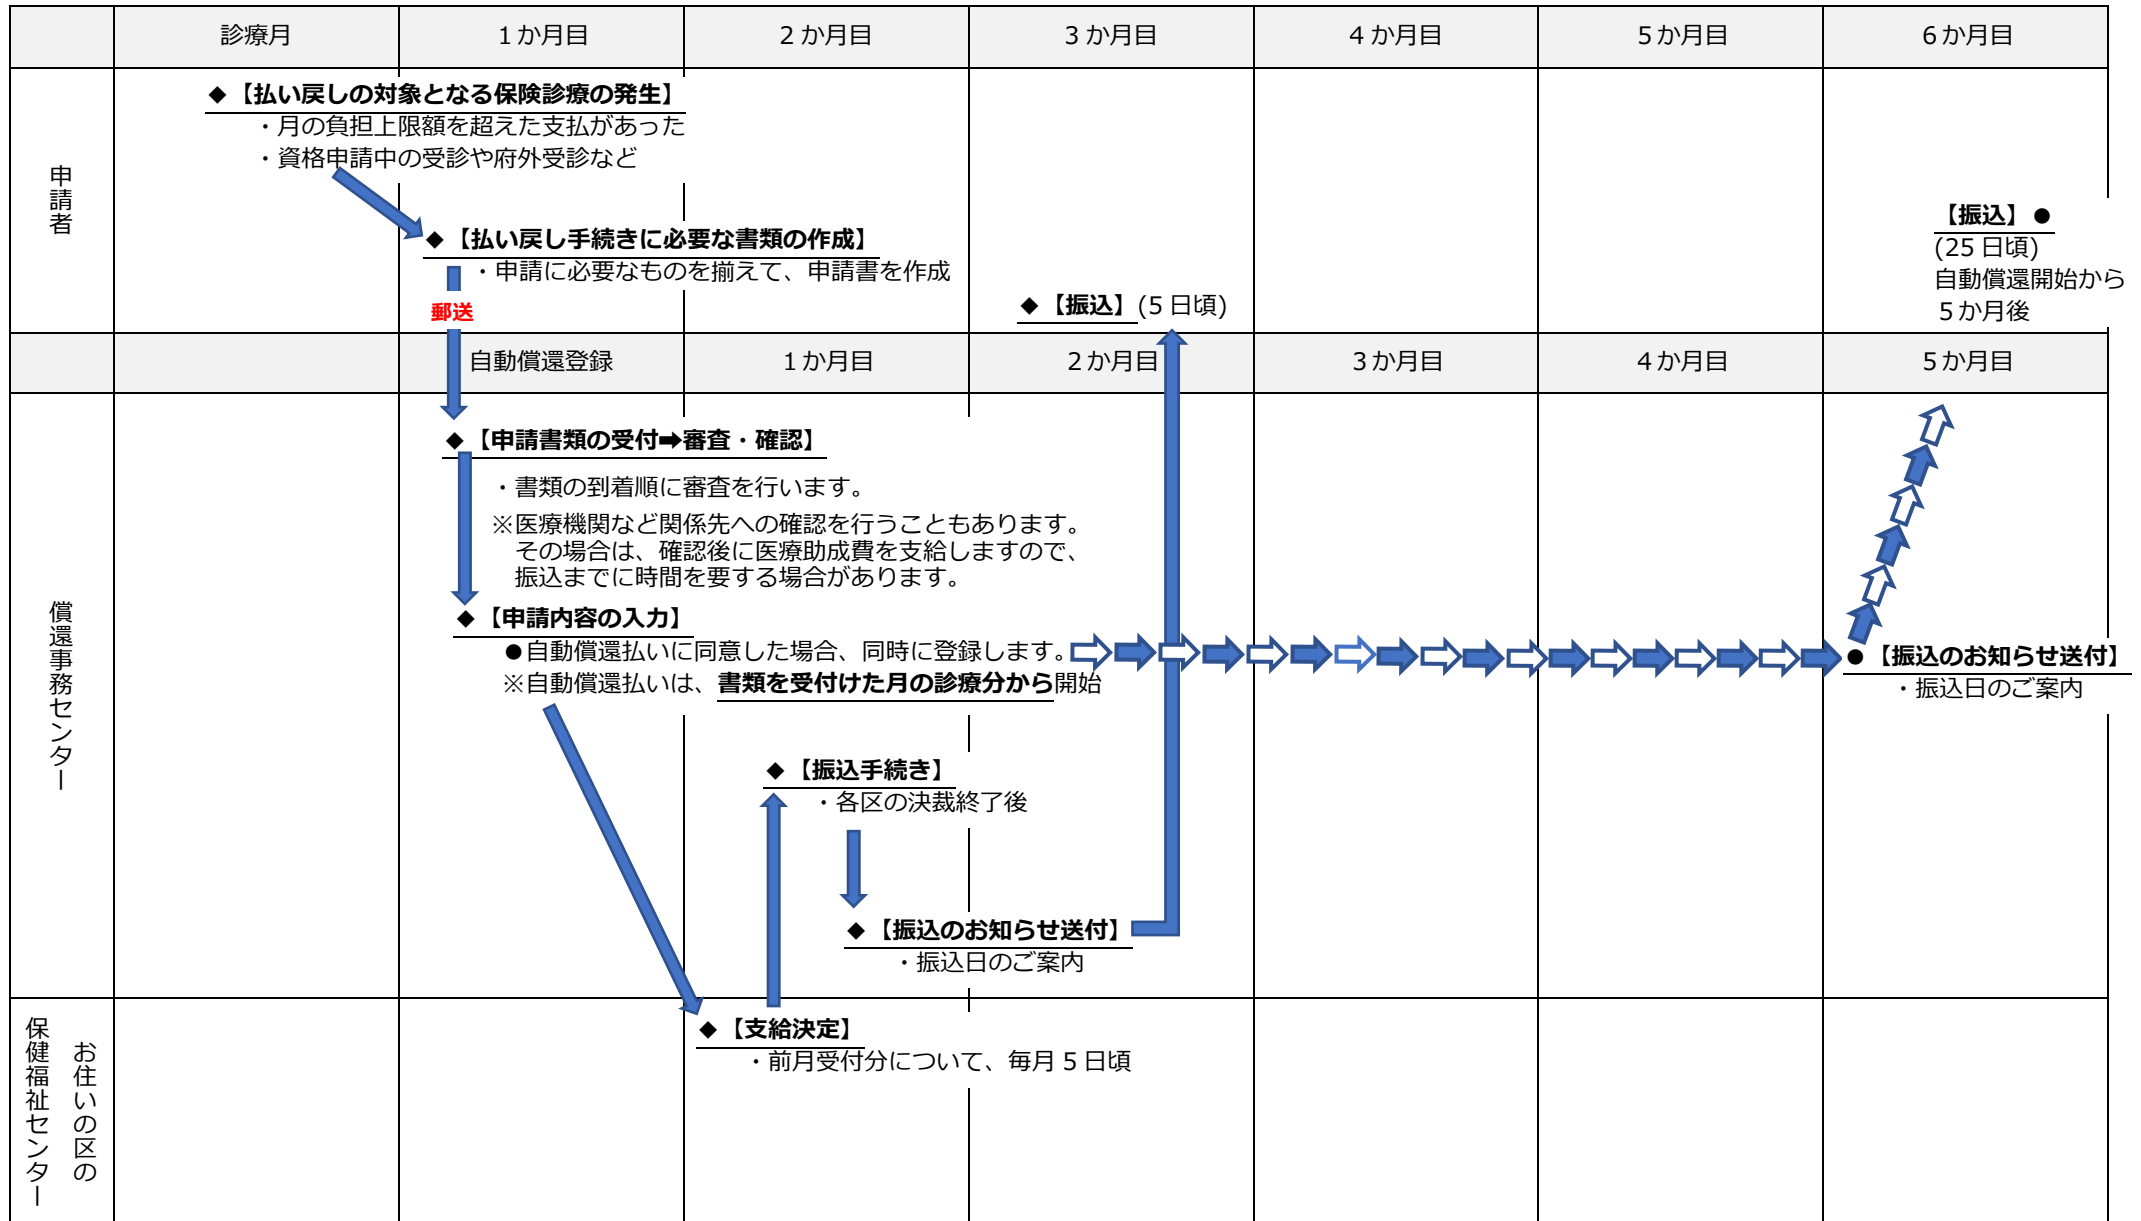 診療月
１か月目
２か月目
３か月目
４か月目
５か月目
６か月目
申請者
◆【払い戻しの対象となる保険診療の発生】
・月の負担上限額を超えた支払があった
・資格申請中の受診や府外受診など
◆【払い戻し手続きに必要な書類の作成】
・申請に必要なものを揃えて、申請書を作成
郵送
◆【振込】(5日頃)
【振込】●
(25日頃)
自動償還開始から
５か月後
自動償還登録
１か月目
２か月目
３か月目
４か月目
５か月目
償還事務センター
◆【申請書類の受付➡審査・確認】
・書類の到着順に審査を行います。
※医療機関など関係先への確認を行うこともあります。
その場合は、確認後に医療助成費を支給しますので、
振込までに時間を要する場合があります。
◆【申請内容の入力】
●自動償還払いに同意した場合、同時に登録します。
※自動償還払いは、書類を受付けた月の診療分から開始
●【振込のお知らせ送付】
・振込日のご案内
◆【振込手続き】
・各区の決裁終了後
◆【振込のお知らせ送付】
・振込日のご案内
お住いの区の
保健福祉センター
◆【支給決定】
・前月受付分について、毎月5日頃